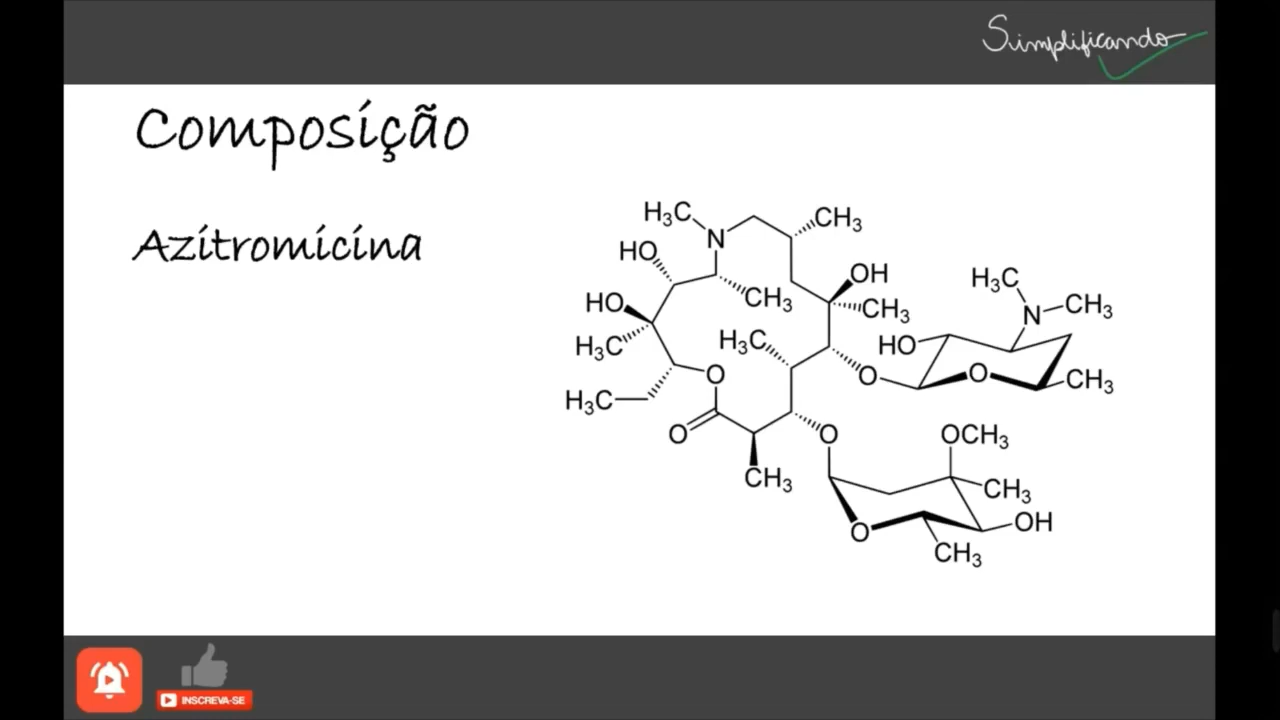 Simplificando
Composição
Azitromicina
H₃C
N
CH₃
HO
OH
HO
CH₃
CH₃
H₃C
N
CH₃
H₃C
H₃C
HO
O
O
O
CH₃
H₃C
O
O
OCH₃
CH₃
CH₃
O
OH
CH₃
INSCREVA-SE